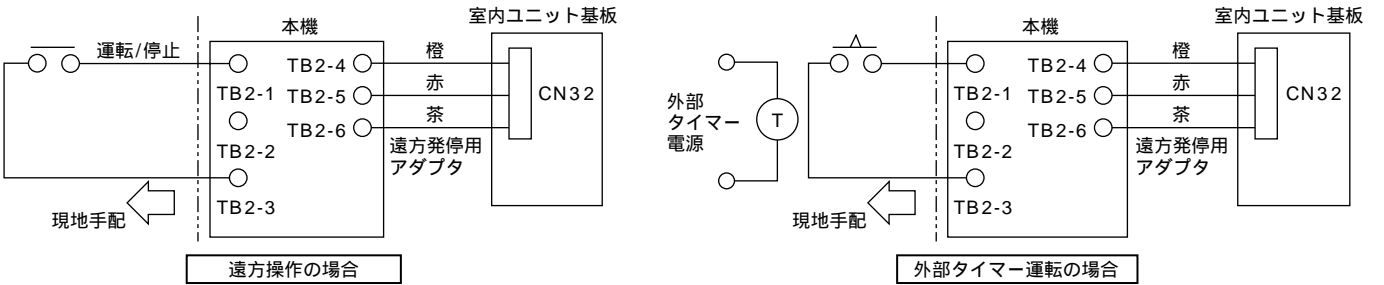 室内ユニット基板
本機
運転/停止
橙
TB2-4
赤
TB2-1
TB2-5
CN32
茶
TB2-6
TB2-2
遠方発停用
アダプタ
TB2-3
現地手配
遠方操作の場合
室内ユニット基板
本機
橙
TB2-4
赤
TB2-1
TB2-5
CN32
外部
タイマー
電源
T
茶
TB2-6
TB2-2
遠方発停用
アダプタ
TB2-3
現地手配
外部タイマー運転の場合